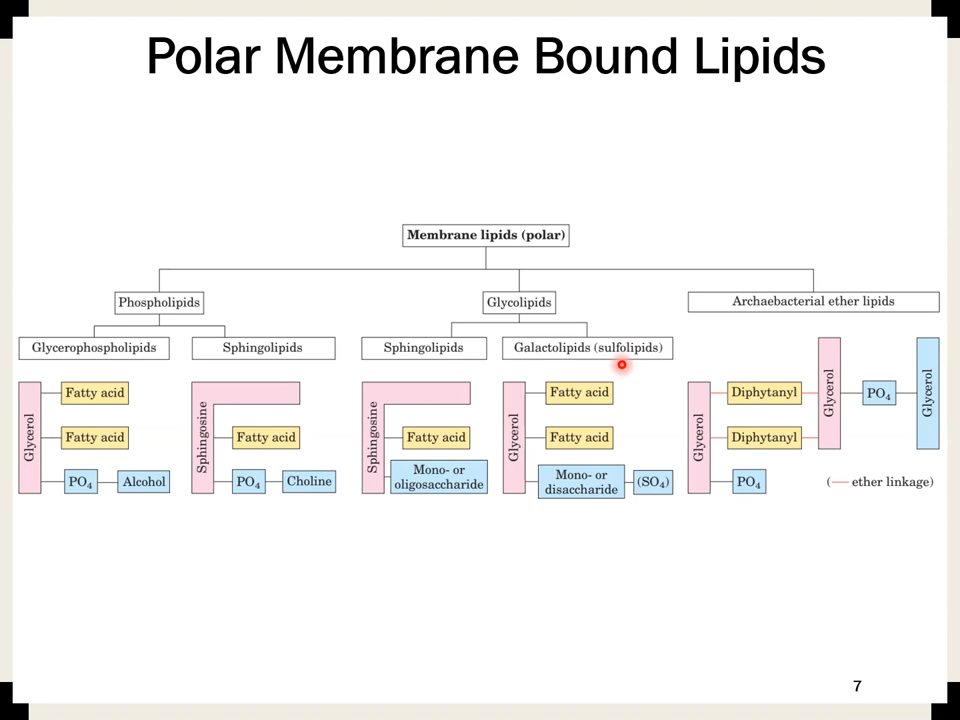 Polar Membrane Bound Lipids
Membrane lipids (polar)
Phospholipids
Glycolipids
Archaebacterial ether lipids
Glycerophospholipids
Sphingolipids
Sphingolipids
Galactolipids (sulfolipids)
Glycerol
Fatty acid
Fatty acid
PO4
Alcohol
Sphingosine
Fatty acid
PO4
Choline
Sphingosine
Fatty acid
Mono- or
oligosaccharide
Glycerol
Fatty acid
Fatty acid
Mono- or
disaccharide
(SO4)
Glycerol
Diphytanyl
Diphytanyl
PO4
Glycerol
PO4
Glycerol
(— ether linkage)
7